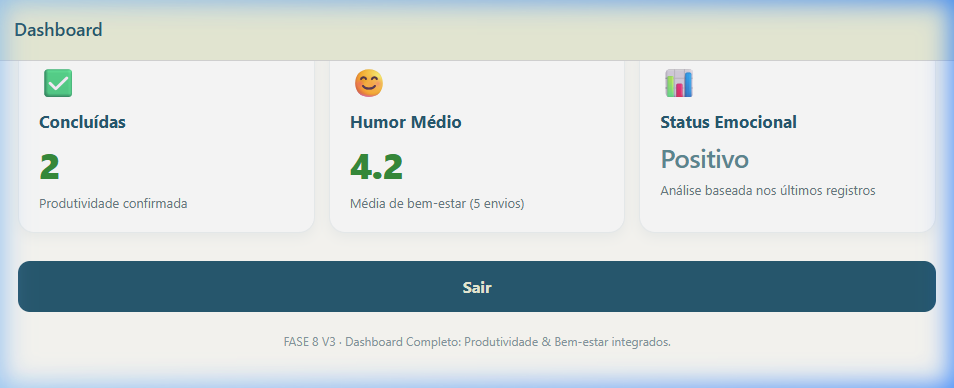 Dashboard
Concluídas
2
Produtividade confirmada
Humor Médio
4.2
Média de bem-estar (5 envios)
Status Emocional
Positivo
Análise baseada nos últimos registros
Sair
FASE 8 V3 · Dashboard Completo: Produtividade & Bem-estar integrados.